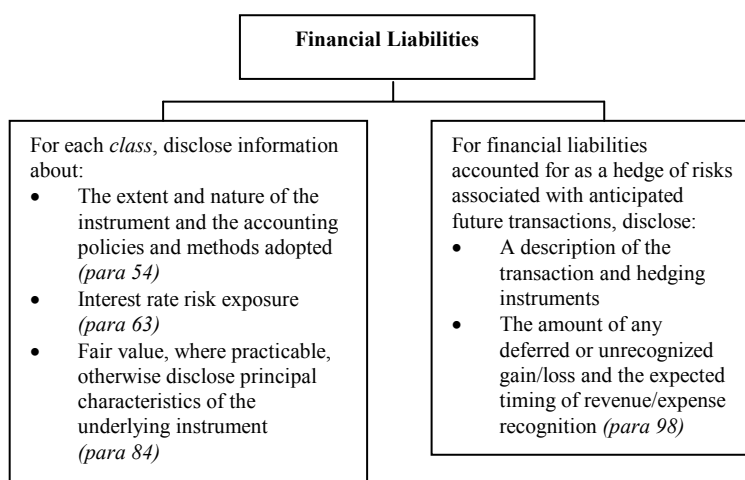 Financial Liabilities
For each class, disclose information
about:
• The extent and nature of the
instrument and the accounting
policies and methods adopted
(para 54)
• Interest rate risk exposure
(para 63)
• Fair value, where practicable,
otherwise disclose principal
characteristics of the
underlying instrument
(para 84)
For financial liabilities
accounted for as a hedge of risks
associated with anticipated
future transactions, disclose:
• A description of the
transaction and hedging
instruments
• The amount of any
deferred or unrecognized
gain/loss and the expected
timing of revenue/expense
recognition (para 98)